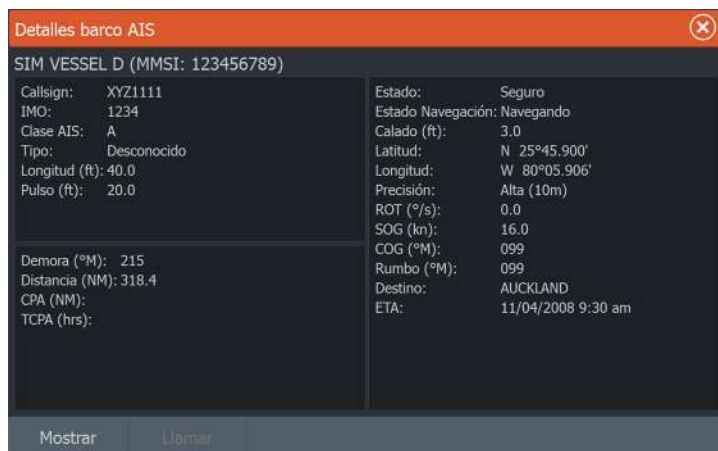 Detalles barco AIS
SIM VESSEL D (MMSI: 123456789)
Callsign: XYZ1111
IMO: 1234
Clase AIS: A
Tipo: Desconocido
Longitud (ft): 40.0
Pulso (ft): 20.0
Demora (°M): 215
Distancia (NM): 318.4
CPA (NM):
TCPA (hrs):
Estado: Seguro
Estado Navegación: Navegando
Calado (ft): 3.0
Latitud: N 25°45.900'
Longitud: W 80°05.906'
Precisión: Alta (10m)
ROT (°/s): 0.0
SOG (kn): 16.0
COG (°M): 099
Rumbo (°M): 099
Destino: AUCKLAND
ETA: 11/04/2008 9:30 am
Mostrar Llamar